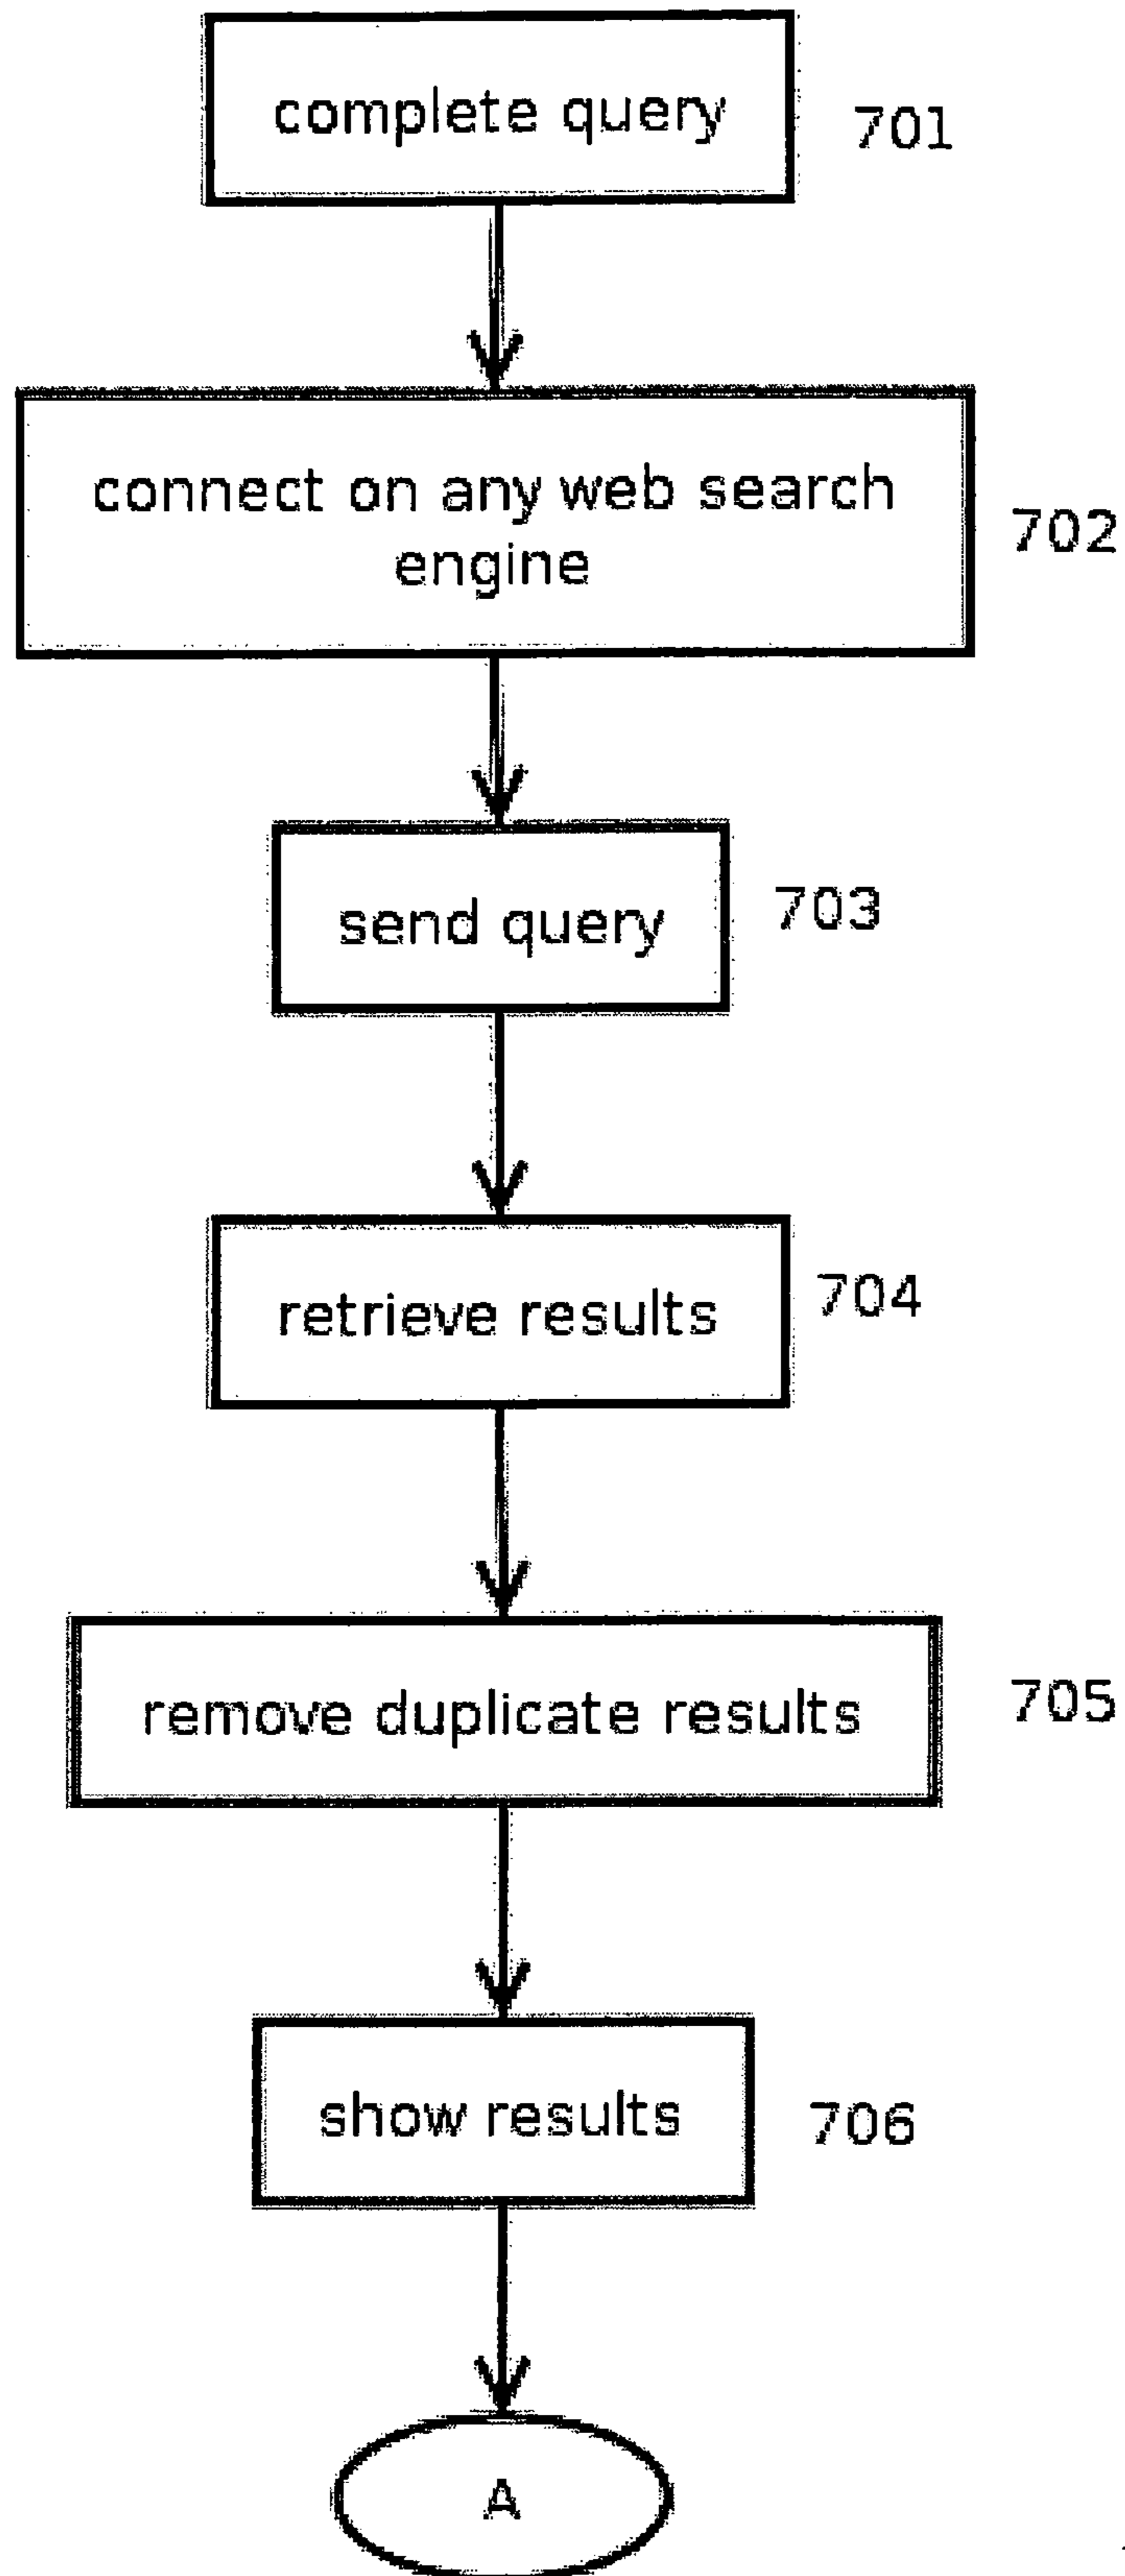 complete query
701
connect on any web search
engine
702
send query
703
retrieve results
704
remove duplicate results
705
show results
706
A